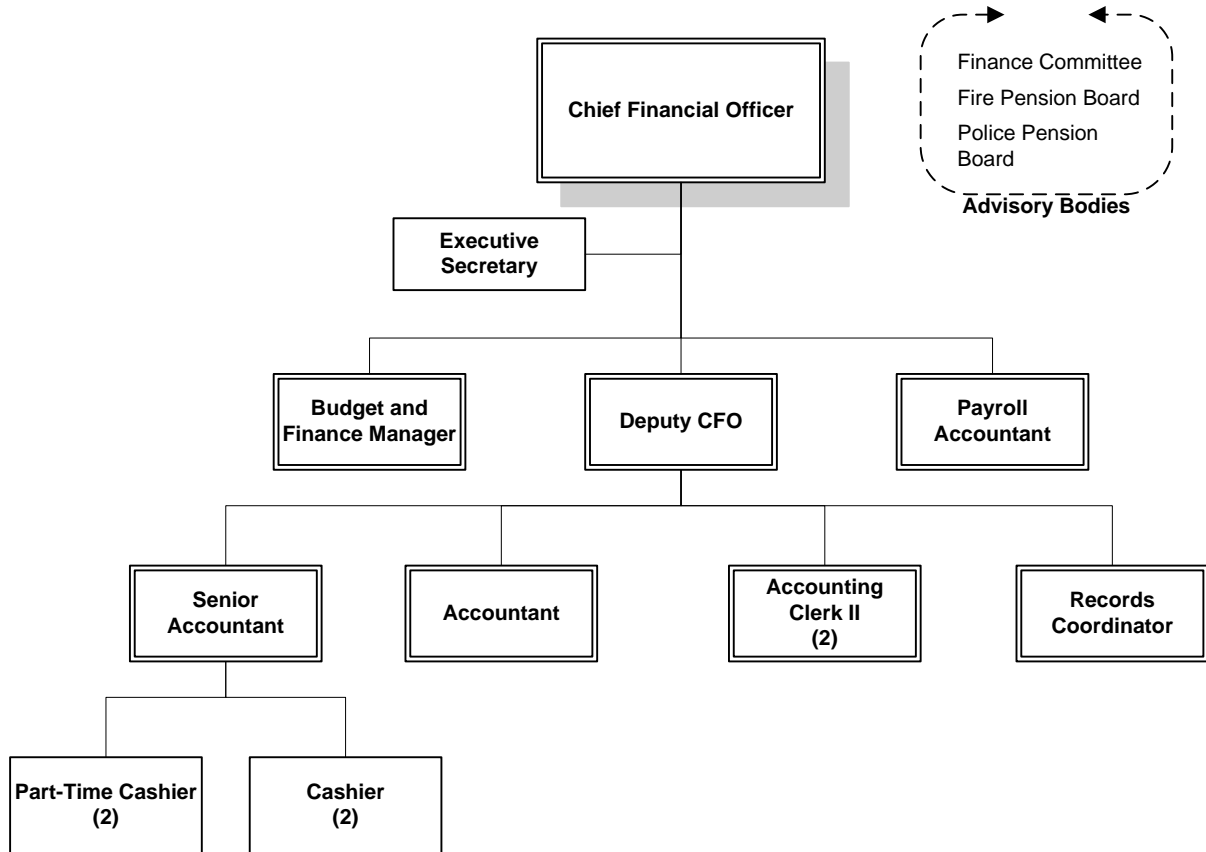 Chief Financial Officer
Finance Committee
Fire Pension Board
Police Pension
Board
Advisory Bodies
Executive
Secretary
Budget and
Finance Manager
Deputy CFO
Payroll
Accountant
Senior
Accountant
Accountant
Accounting
Clerk II
(2)
Records
Coordinator
Part-Time Cashier
(2)
Cashier
(2)